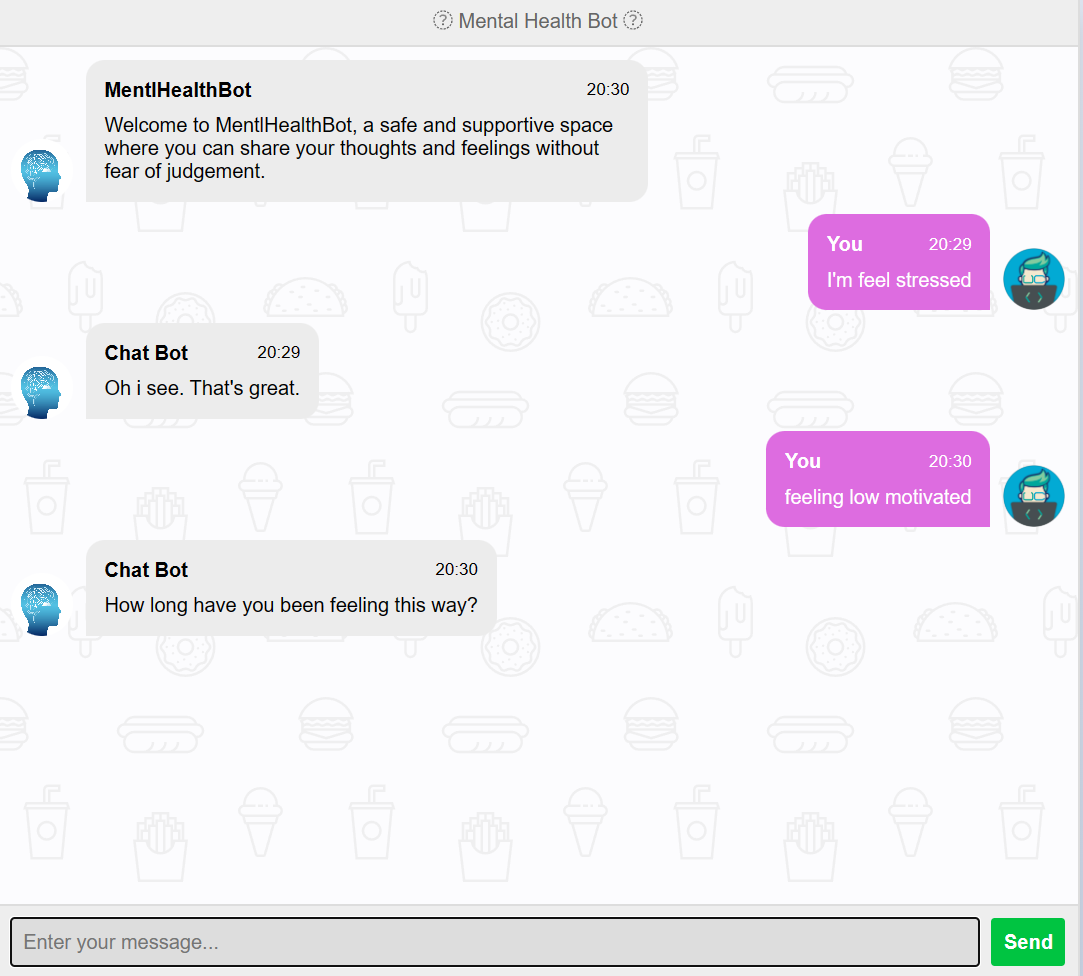 Mental Health Bot
MentlHealthBot 20:30
Welcome to MentlHealthBot, a safe and supportive space
where you can share your thoughts and feelings without
fear of judgement.
You 20:29
I'm feel stressed
Chat Bot 20:29
Oh i see. That's great.
You 20:30
feeling low motivated
Chat Bot 20:30
How long have you been feeling this way?
Enter your message...
Send